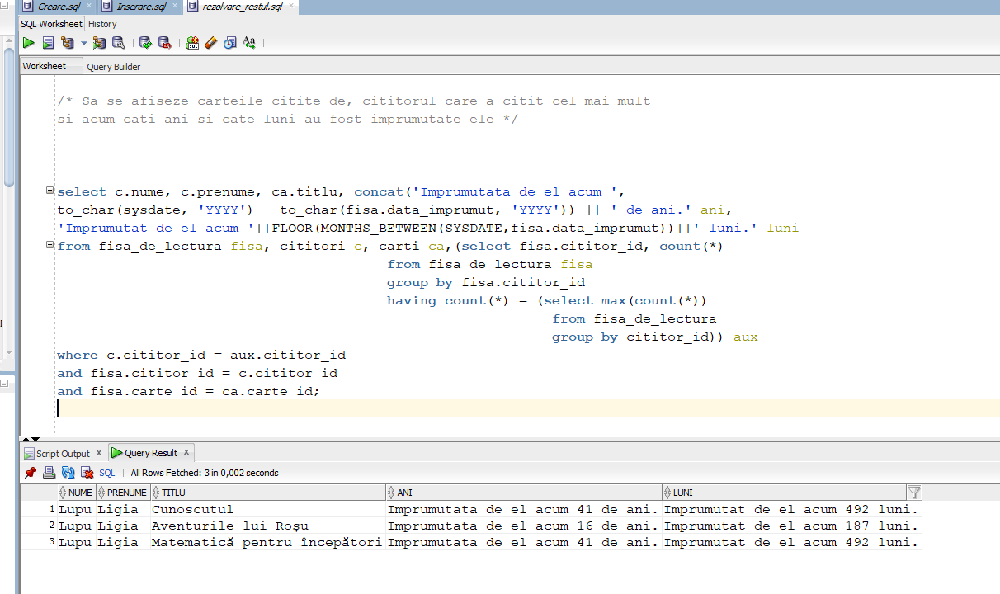 Creare.sql × Inserare.sql × rezolvare_restul.sql ×
SQL Worksheet History
Worksheet Query Builder
/* Sa se afiseze carteile citite de, cititorul care a citit cel mai mult
si acum cati ani si cate luni au fost imprumutate ele */
select c.nume, c.prenume, ca.titlu, concat('Imprumutata de el acum ',
to_char(sysdate, 'YYYY') - to_char(fisa.data_imprumut, 'YYYY')) || ' de ani.' ani,
'Imprumutat de el acum '||FLOOR(MONTHS_BETWEEN(SYSDATE,fisa.data_imprumut))||' luni.' luni
from fisa_de_lectura fisa, cititori c, carti ca,(select fisa.cititor_id, count(*)
from fisa_de_lectura fisa
group by fisa.cititor_id
having count(*) = (select max(count(*))
from fisa_de_lectura
group by cititor_id)) aux
where c.cititor_id = aux.cititor_id
and fisa.cititor_id = c.cititor_id
and fisa.carte_id = ca.carte_id;
Script Output x Query Result x
SQL | All Rows Fetched: 3 in 0,002 seconds
NUME PRENUME TITLU ANI LUNI
1 Lupu Ligia Cunoscutul Imprumutata de el acum 41 de ani. Imprumutat de el acum 492 luni.
2 Lupu Ligia Aventurile lui Roșu Imprumutata de el acum 16 de ani. Imprumutat de el acum 187 luni.
3 Lupu Ligia Matematică pentru începători Imprumutata de el acum 41 de ani. Imprumutat de el acum 492 luni.